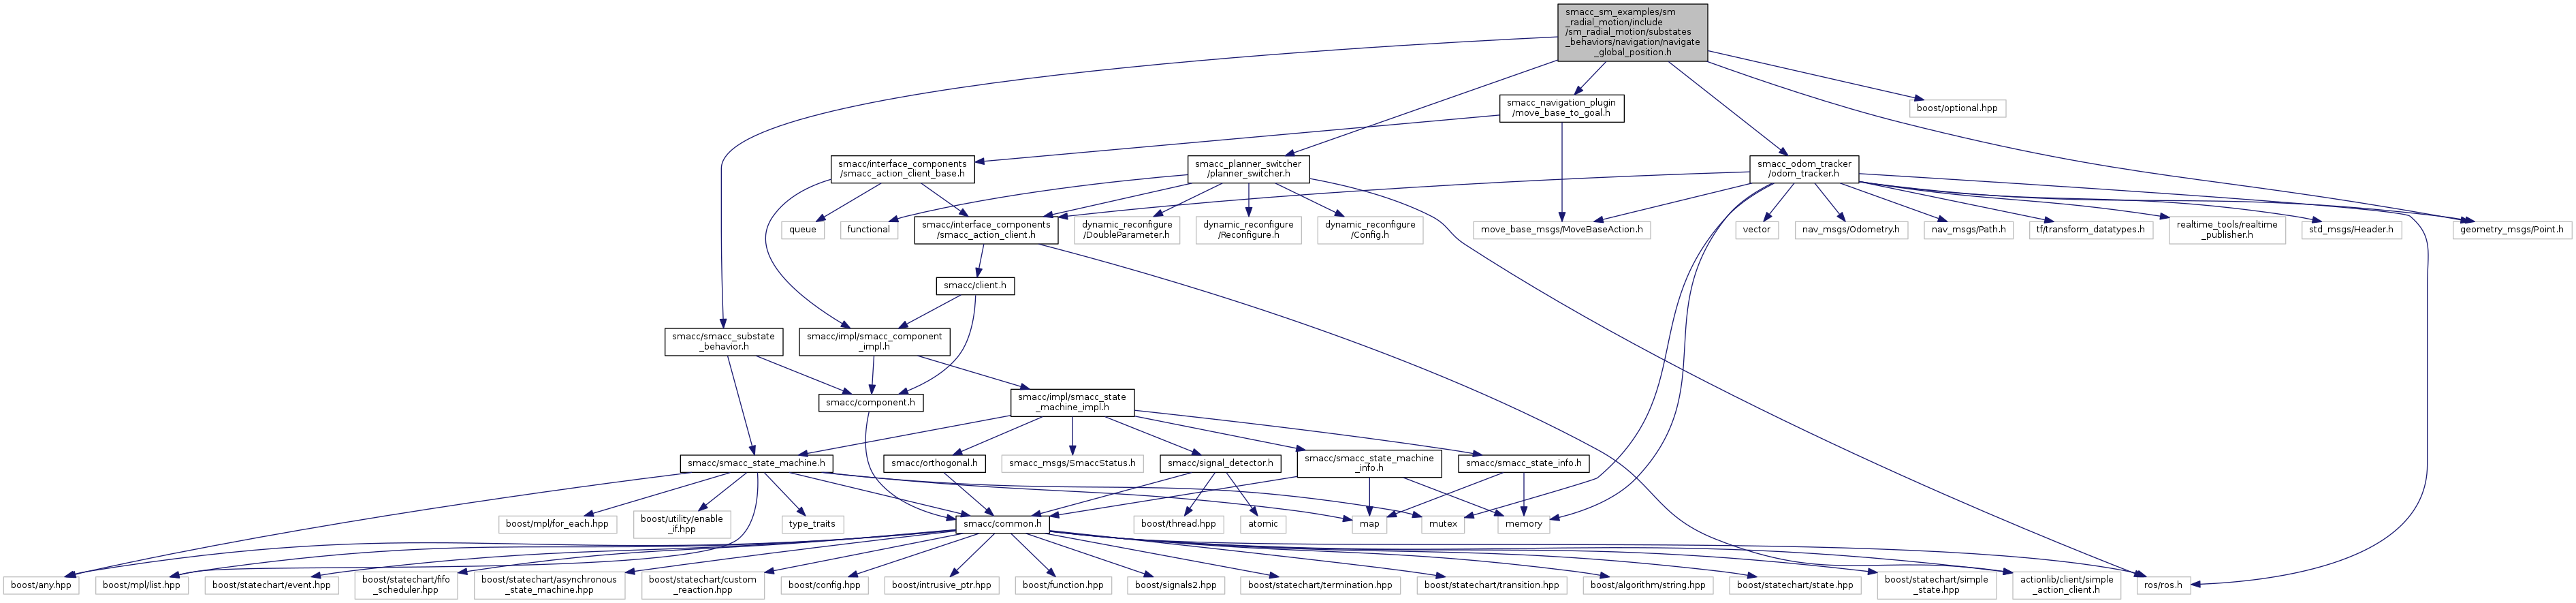 smacc_sm_examples/sm
_radial_motion/include
/sm_radial_motion/substates
_behaviors/navigation/navigate
_global_position.h
smacc_navigation_plugin
/move_base_to_goal.h
boost/optional.hpp
smacc/interface_components
/smacc_action_client_base.h
smacc_planner_switcher
/planner_switcher.h
smacc_odom_tracker
/odom_tracker.h
queue
functional
smacc/interface_components
/smacc_action_client.h
dynamic_reconfigure
/DoubleParameter.h
dynamic_reconfigure
/Reconfigure.h
dynamic_reconfigure
/Config.h
move_base_msgs/MoveBaseAction.h
vector
nav_msgs/Odometry.h
nav_msgs/Path.h
tf/transform_datatypes.h
realtime_tools/realtime
_publisher.h
std_msgs/Header.h
geometry_msgs/Point.h
smacc/client.h
smacc/smacc_substate
_behavior.h
smacc/impl/smacc_component
_impl.h
smacc/component.h
smacc/impl/smacc_state
_machine_impl.h
smacc/smacc_state_machine.h
smacc/orthogonal.h
smacc_msgs/SmaccStatus.h
smacc/signal_detector.h
smacc/smacc_state_machine
_info.h
smacc/smacc_state_info.h
boost/mpl/for_each.hpp
boost/utility/enable
_if.hpp
type_traits
smacc/common.h
boost/thread.hpp
atomic
map
mutex
memory
boost/any.hpp
boost/mpl/list.hpp
boost/statechart/event.hpp
boost/statechart/fifo
_scheduler.hpp
boost/statechart/asynchronous
_state_machine.hpp
boost/statechart/custom
_reaction.hpp
boost/config.hpp
boost/intrusive_ptr.hpp
boost/function.hpp
boost/signals2.hpp
boost/statechart/termination.hpp
boost/statechart/transition.hpp
boost/algorithm/string.hpp
boost/statechart/state.hpp
boost/statechart/simple
_state.hpp
actionlib/client/simple
_action_client.h
ros/ros.h